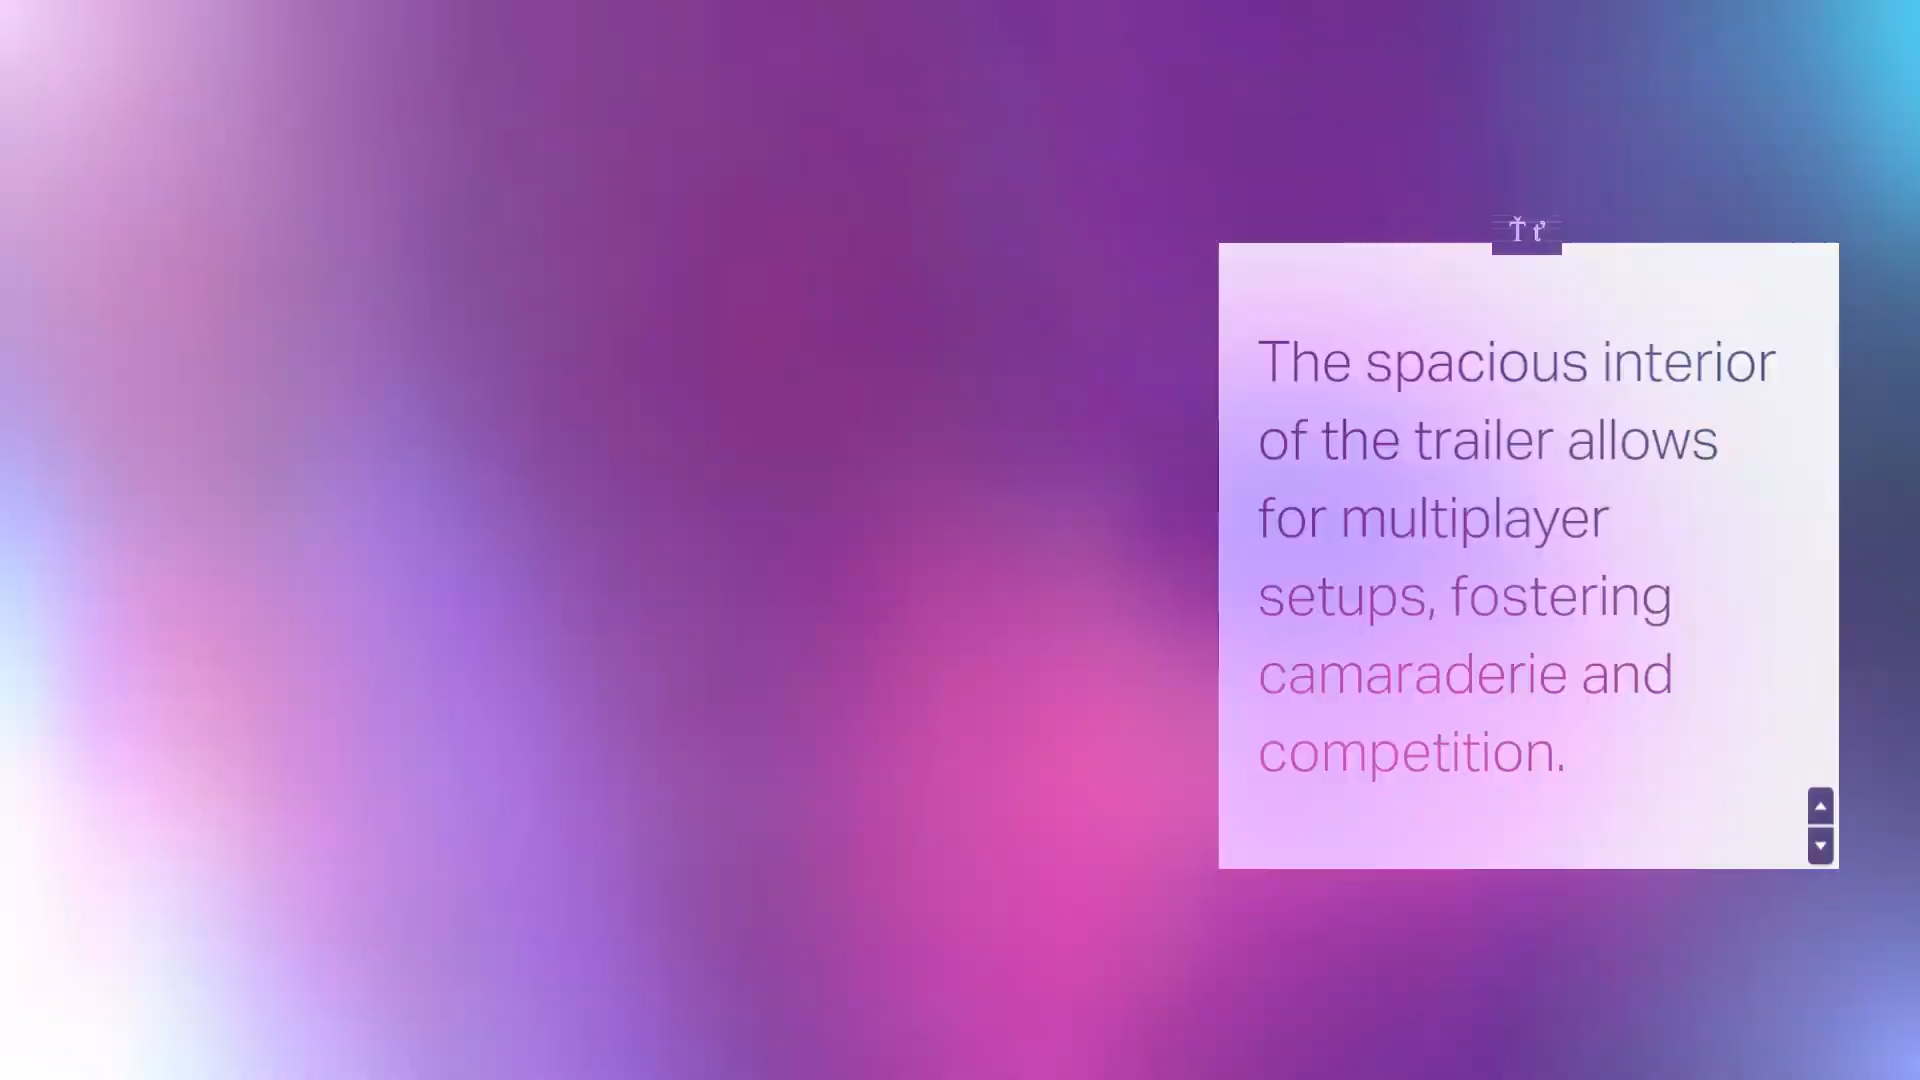 Ť ť
The spacious interior
of the trailer allows
for multiplayer
setups, fostering
camaraderie and
competition.